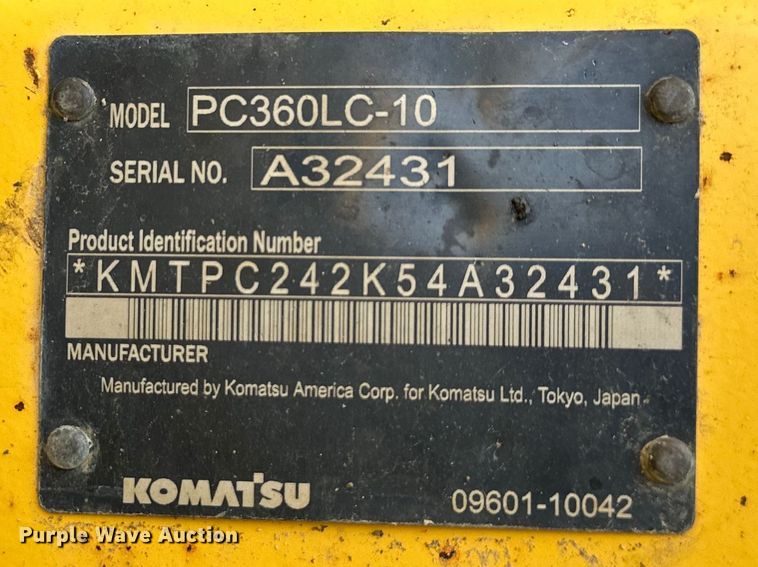 MODEL PC360LC-10
SERIAL NO. A32431
Product Identification Number
*KMTPC242K54A32431*
MANUFACTURER
Manufactured by Komatsu America Corp. for Komatsu Ltd., Tokyo, Japan
KOMATSU 09601-10042
Purple Wave Auction